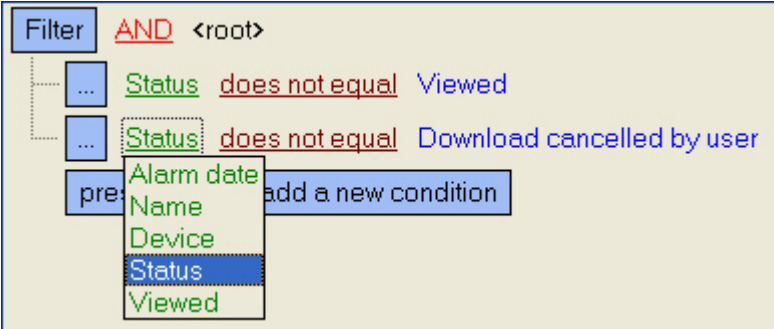 Filter AND <root>
... Status does not equal Viewed
... Status does not equal Download cancelled by user
Alarm date
pre add a new condition
Name
Device
Status
Viewed